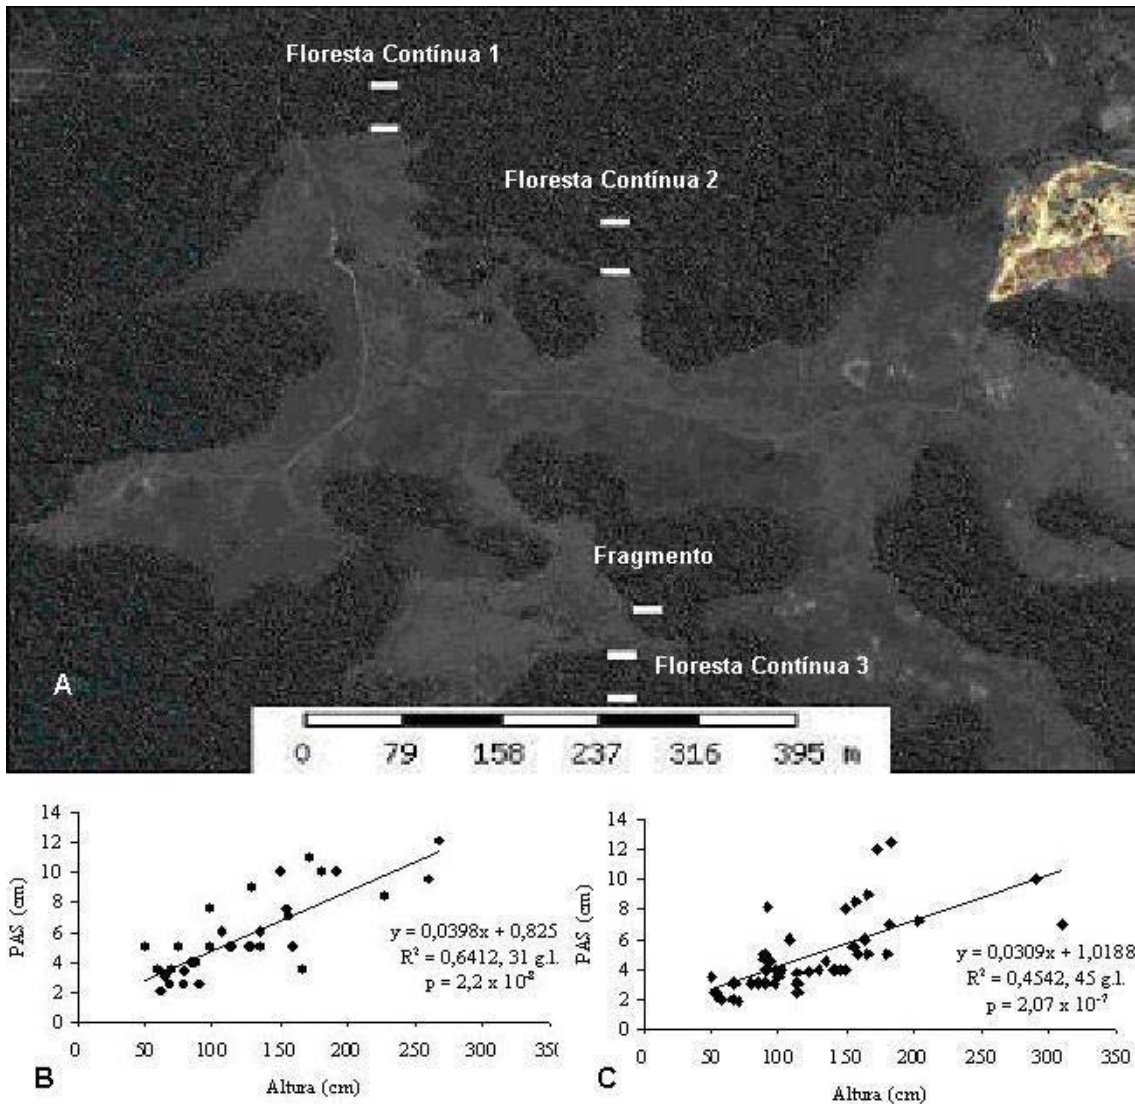 Floresta Contínua 1
Floresta Contínua 2
Fragmento
Floresta Contínua 3
A
0 79 158 237 316 395 m
14
12
10
8
6
4
2
0
PAS (cm)
y = 0,0398x + 0,825
R² = 0,6412, 31 g.l.
p = 2,2 x 10⁻⁸
0 50 100 150 200 250 300 350
Altura (cm)
B
14
12
10
8
6
4
2
0
PAS (cm)
y = 0,0309x + 1,0188
R² = 0,4542, 45 g.l.
p = 2,07 x 10⁻⁷
0 50 100 150 200 250 300 350
Altura (cm)
C